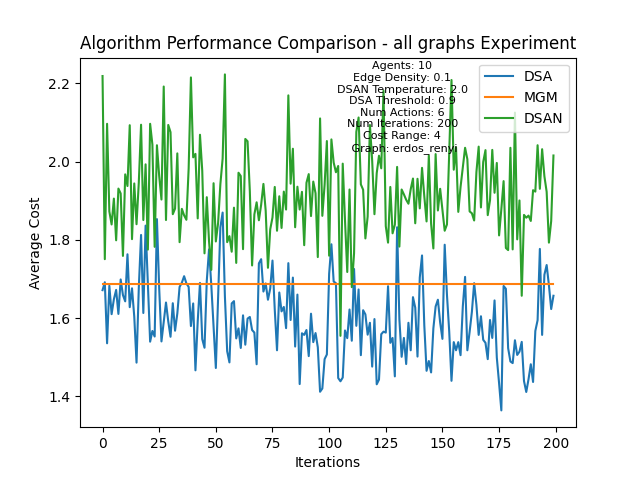 Algorithm Performance Comparison - all graphs Experiment
Agents: 10
Edge Density: 0.1
DSAN Temperature: 2.0
DSA Threshold: 0.9
Num Actions: 6
Num Iterations: 200
Cost Range: 4
Graph: erdos_renyi
DSA
MGM
DSAN
Average Cost
2.2
2.0
1.8
1.6
1.4
0 25 50 75 100 125 150 175 200
Iterations